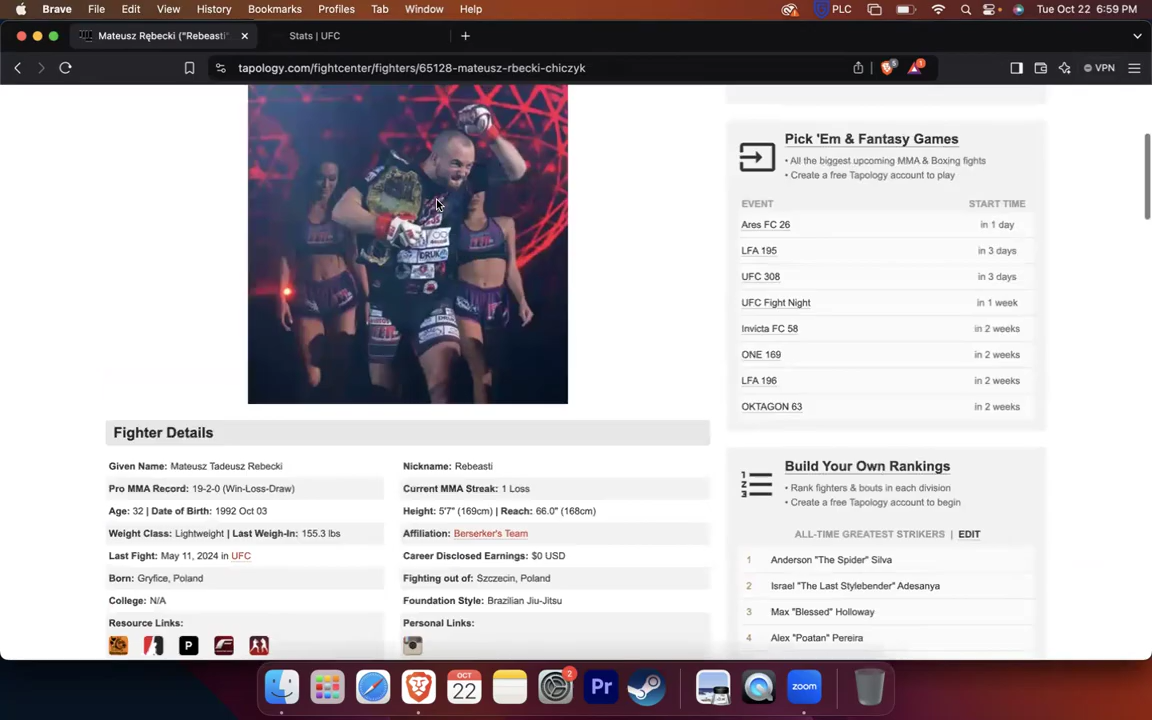 Brave File Edit View History Bookmarks Profiles Tab Window Help PLC Tue Oct 22 6:59 PM
Mateusz Rębecki ("Rebeasti" Stats | UFC
tapology.com/fightcenter/fighters/65128-mateusz-rbecki-chiczyk VPN
Pick 'Em & Fantasy Games
• All the biggest upcoming MMA & Boxing fights
• Create a free Tapology account to play
EVENT START TIME
Ares FC 26 in 1 day
LFA 195 in 3 days
UFC 308 in 3 days
UFC Fight Night in 1 week
Invicta FC 58 in 2 weeks
ONE 169 in 2 weeks
LFA 196 in 2 weeks
OKTAGON 63 in 2 weeks
Fighter Details
Given Name: Mateusz Tadeusz Rebecki Nickname: Rebeasti
Pro MMA Record: 19-2-0 (Win-Loss-Draw) Current MMA Streak: 1 Loss
Age: 32 | Date of Birth: 1992 Oct 03 Height: 5'7" (169cm) | Reach: 66.0" (168cm)
Weight Class: Lightweight | Last Weigh-In: 155.3 lbs Affiliation: Berserker's Team
Last Fight: May 11, 2024 in UFC Career Disclosed Earnings: $0 USD
Born: Gryfice, Poland Fighting out of: Szczecin, Poland
College: N/A Foundation Style: Brazilian Jiu-Jitsu
Resource Links: Personal Links:
Build Your Own Rankings
• Rank fighters & bouts in each division
• Create a free Tapology account to begin
ALL-TIME GREATEST STRIKERS | EDIT
1 Anderson "The Spider" Silva
2 Israel "The Last Stylebender" Adesanya
3 Max "Blessed" Holloway
4 Alex "Poatan" Pereira
OCT
22
2
Pr
zoom